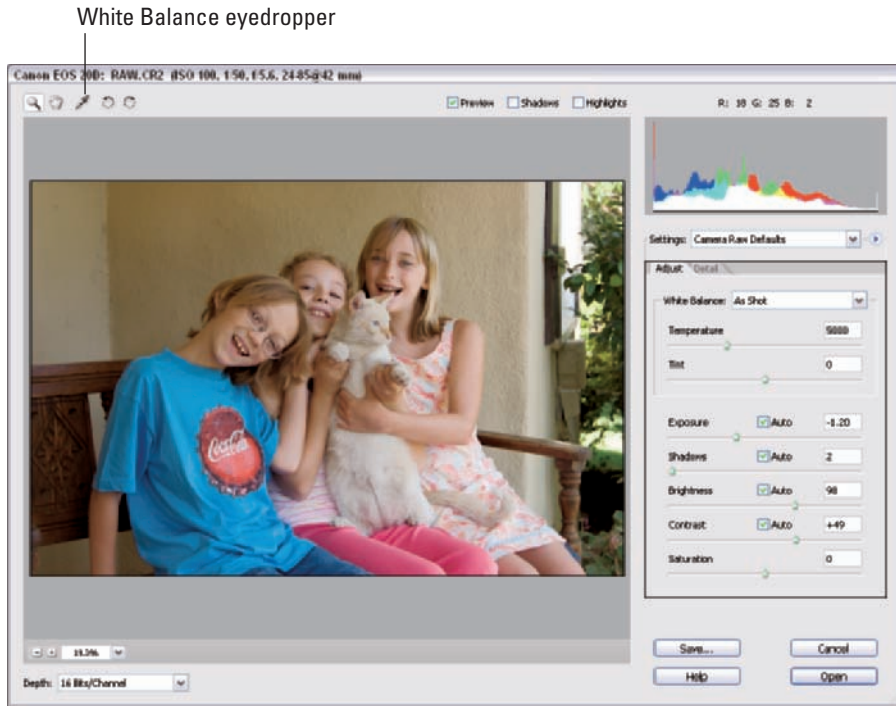 White Balance eyedropper
Canon EOS 20D: RAW.CR2 (ISO 100, 1/50, f/5.6, 24-85@42 mm)
Preview Shadows Highlights R: 18 G: 25 B: 2
Settings: Camera Raw Defaults
Adjust Detail
White Balance: As Shot
Temperature 5000
Tint 0
Exposure Auto -1.20
Shadows Auto 2
Brightness Auto 98
Contrast Auto +49
Saturation 0
Coca-Cola
Save... Cancel
Depth: 16 Bits/Channel Help Open